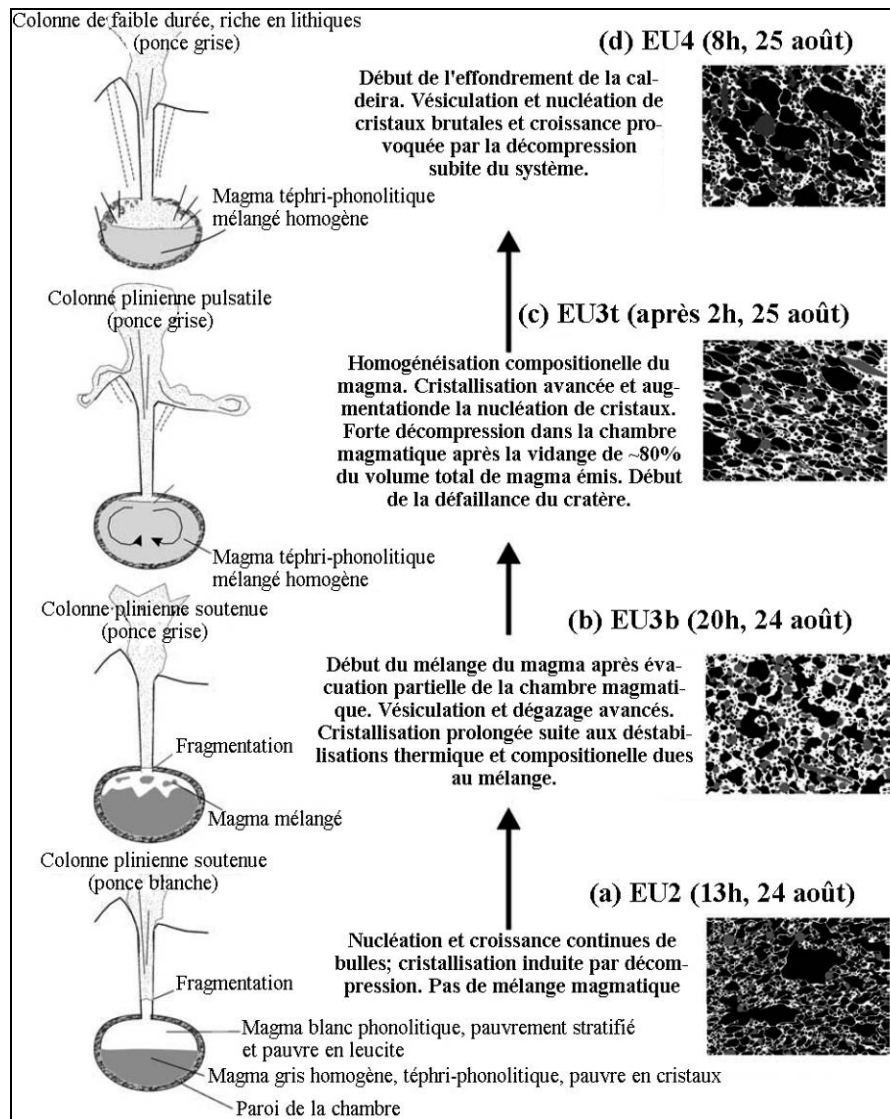 Colonne de faible durée, riche en lithiques
(ponce grise)
(d) EU4 (8h, 25 août)
Début de l'effondrement de la cal-
deira. Vésiculation et nucléation de
cristaux brutales et croissance pro-
voquée par la décompression
subite du système.
Magma téphri-phonolitique
mélangé homogène
Colonne plinienne pulsatile
(ponce grise)
(c) EU3t (après 2h, 25 août)
Homogénéisation compositionelle du
magma. Cristallisation avancée et aug-
mentationde la nucléation de cristaux.
Forte décompression dans la chambre
magmatique après la vidange de ~80%
du volume total de magma émis. Début
de la défaillance du cratère.
Magma téphri-phonolitique
mélangé homogène
Colonne plinienne soutenue
(ponce grise)
(b) EU3b (20h, 24 août)
Début du mélange du magma après éva-
cuation partielle de la chambre magmati-
que. Vésiculation et dégazage avancés.
Cristallisation prolongée suite aux déstabi-
lisations thermique et compositionelle dues
au mélange.
Fragmentation
Magma mélangé
Colonne plinienne soutenue
(ponce blanche)
(a) EU2 (13h, 24 août)
Nucléation et croissance continues de
bulles; cristallisation induite par décom-
pression. Pas de mélange magmatique
Fragmentation
Magma blanc phonolitique, pauvrement stratifié
et pauvre en leucite
Magma gris homogène, téphri-phonolitique, pauvre en cristaux
Paroi de la chambre